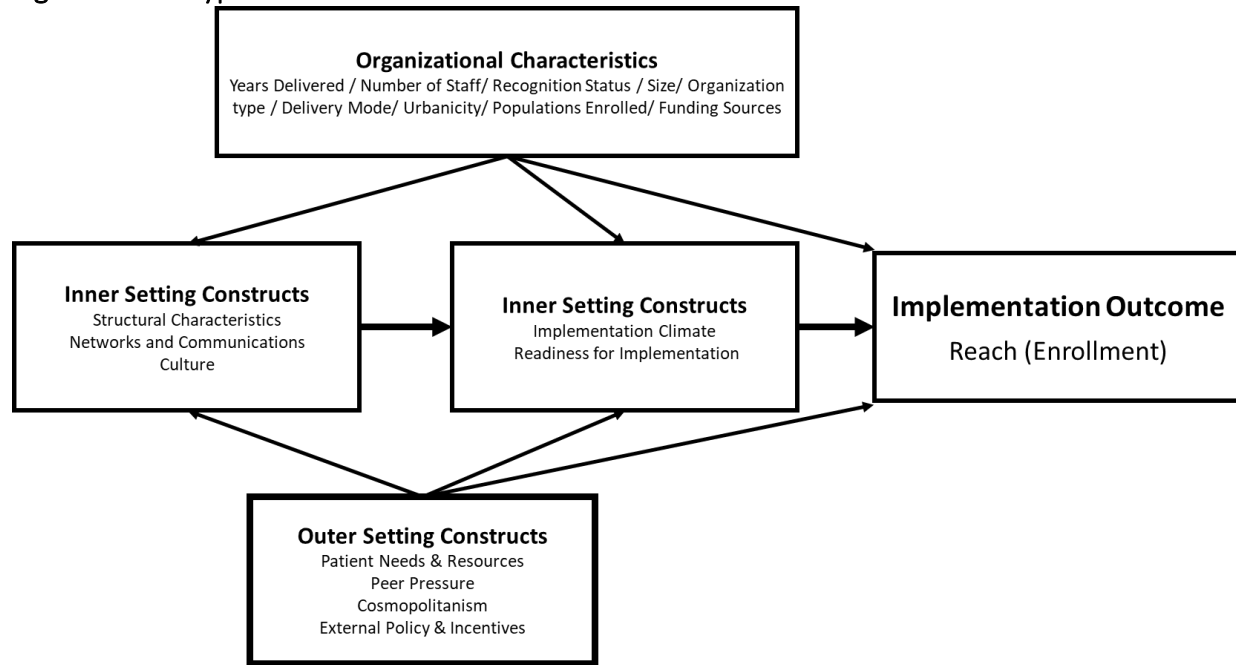 Organizational Characteristics
Years Delivered / Number of Staff/ Recognition Status / Size/ Organization
type / Delivery Mode/ Urbanicity/ Populations Enrolled/ Funding Sources
Inner Setting Constructs
Structural Characteristics
Networks and Communications
Culture
Inner Setting Constructs
Implementation Climate
Readiness for Implementation
Implementation Outcome
Reach (Enrollment)
Outer Setting Constructs
Patient Needs & Resources
Peer Pressure
Cosmopolitanism
External Policy & Incentives